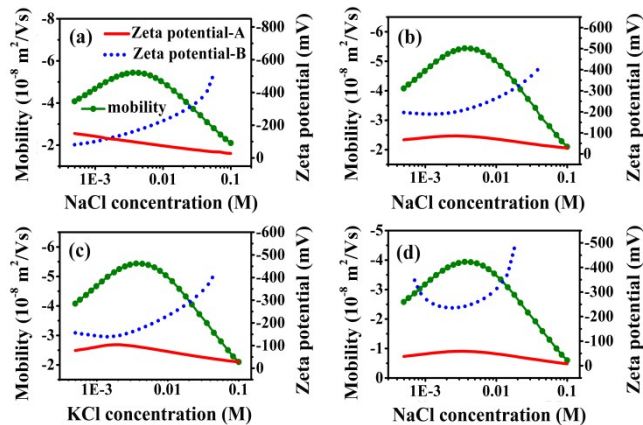 (a)
Zeta potential-A
Zeta potential-B
mobility
Mobility (10⁻⁸ m²/Vs)
-8
-6
-4
-2
-800
-600
-400
-200
0
Zeta potential (mV)
1E-3
0.01
0.1
NaCl concentration (M)
(b)
Mobility (10⁻⁸ m²/Vs)
-6
-5
-4
-3
-2
-600
-500
-400
-300
-200
-100
0
Zeta potential (mV)
1E-3
0.01
0.1
NaCl concentration (M)
(c)
Mobility (10⁻⁸ m²/Vs)
-6
-5
-4
-3
-2
-600
-500
-400
-300
-200
-100
0
Zeta potential (mV)
1E-3
0.01
0.1
KCl concentration (M)
(d)
Mobility (10⁻⁸ m²/Vs)
-5
-4
-3
-2
-1
0
-500
-400
-300
-200
-100
0
Zeta potential (mV)
1E-3
0.01
0.1
NaCl concentration (M)